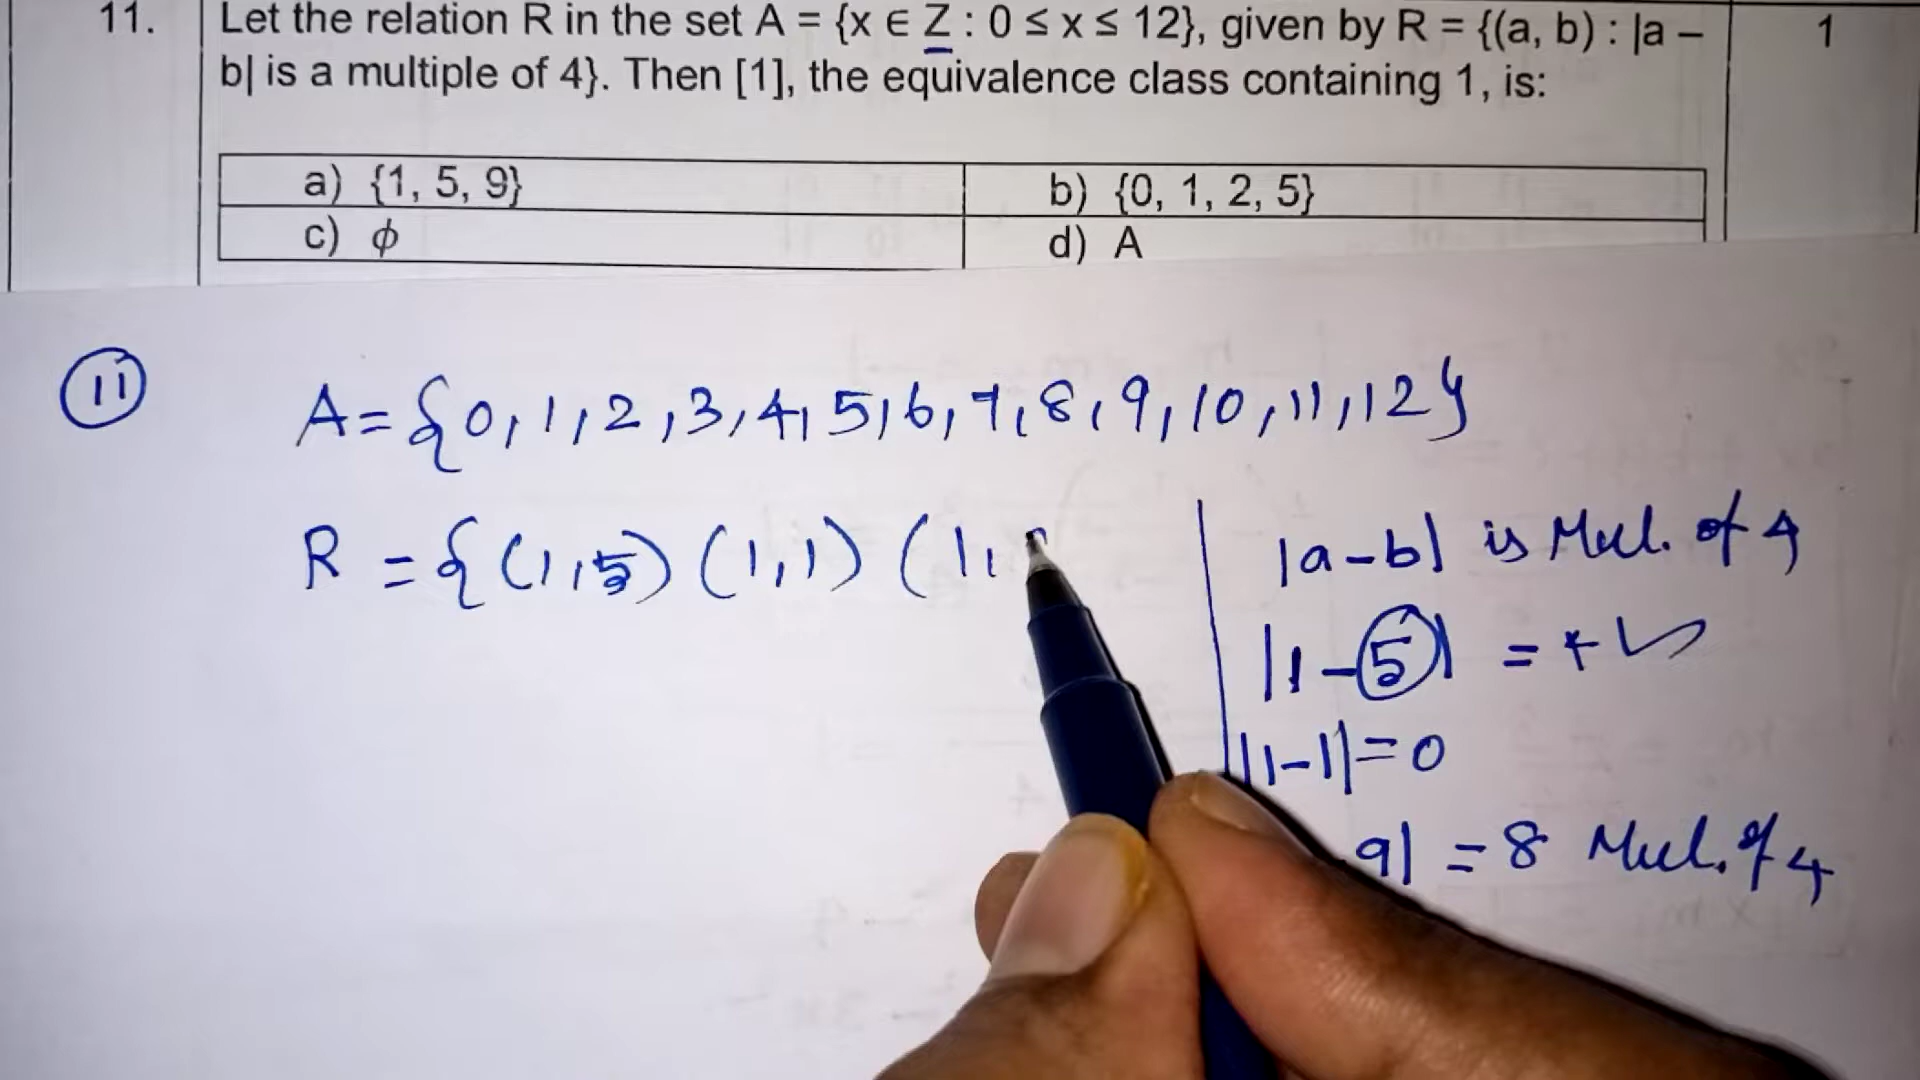 11. Let the relation R in the set A = {x ∈ Z : 0 ≤ x ≤ 12}, given by R = {(a, b) : |a – 1
b| is a multiple of 4}. Then [1], the equivalence class containing 1, is:
a) {1, 5, 9} b) {0, 1, 2, 5}
c) ϕ d) A
11 A = {0, 1, 2, 3, 4, 5, 6, 7, 8, 9, 10, 11, 12}
R = {(1, 5) (1, 1) (1,
|a - b| is Mul. of 4
|1 - 5| = + 4
|1 - 1| = 0
9| = 8 Mul. of 4